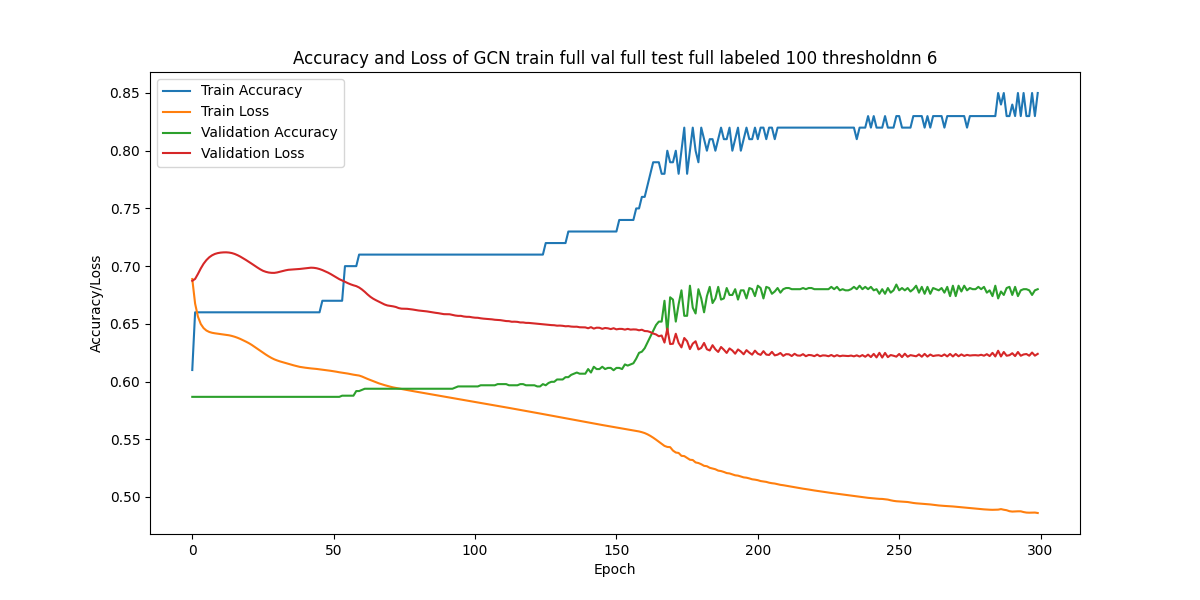 Accuracy and Loss of GCN train full val full test full labeled 100 thresholdnn 6
Train Accuracy
Train Loss
Validation Accuracy
Validation Loss
0.85
0.80
0.75
0.70
0.65
0.60
0.55
0.50
Accuracy/Loss
0 50 100 150 200 250 300
Epoch